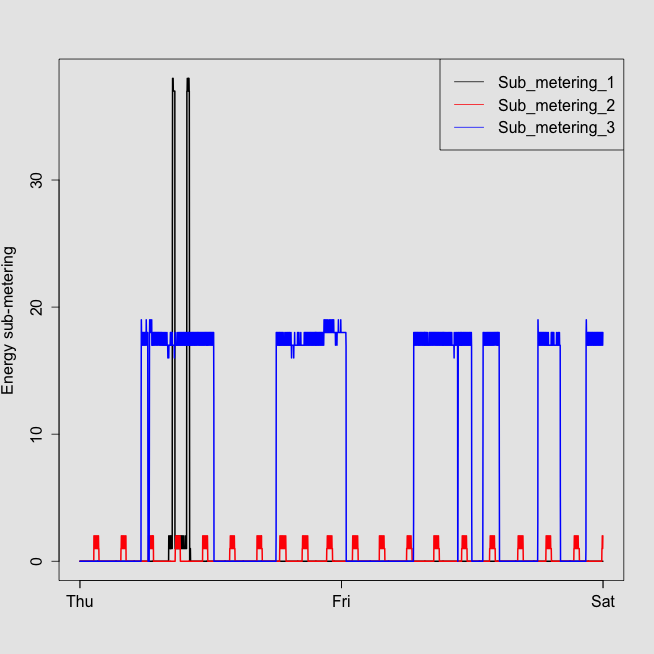 Sub_metering_1
Sub_metering_2
Sub_metering_3
Energy sub-metering
30
20
10
0
Thu Fri Sat